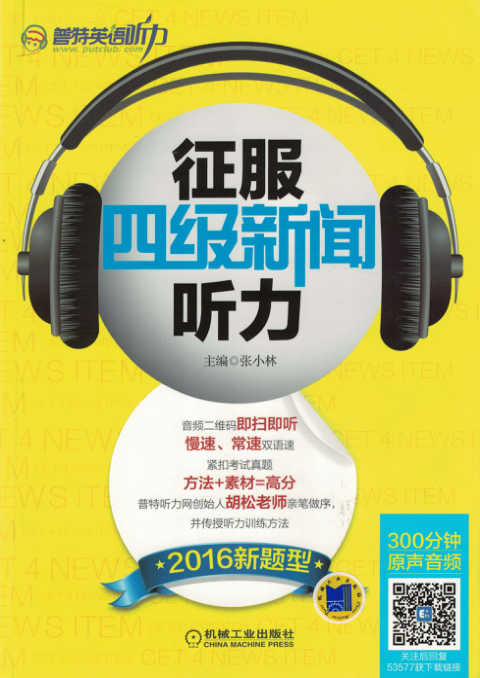 普特英语听力
www.putclub.com
CET 4 NEWS ITEM
征服
四级新闻
听力
主编◎张小林
音频二维码即扫即听
慢速、常速双语速
紧扣考试真题
方法+素材=高分
普特听力网创始人胡松老师亲笔做序,
并传授听力训练方法
★2016新题型★
300分钟
原声音频
关注后回复
53577获下载链接
机械工业出版社
CHINA MACHINE PRESS